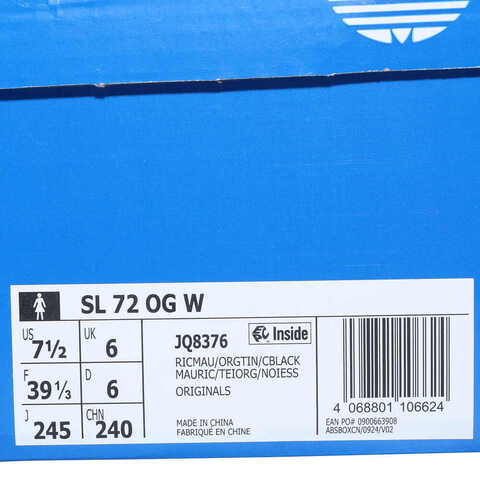 SL 72 OG W
US 7½ UK 6
F 39⅓ D 6
J 245 CHN 240
JQ8376 Inside
RICMAU/ORGTIN/CBLACK
MAURIC/TEIORG/NOIESS
ORIGINALS
MADE IN CHINA
FABRIQUÉ EN CHINE
4 068801 106624
EAN PO# 0900663908
ABSBOXCN/0924/V02